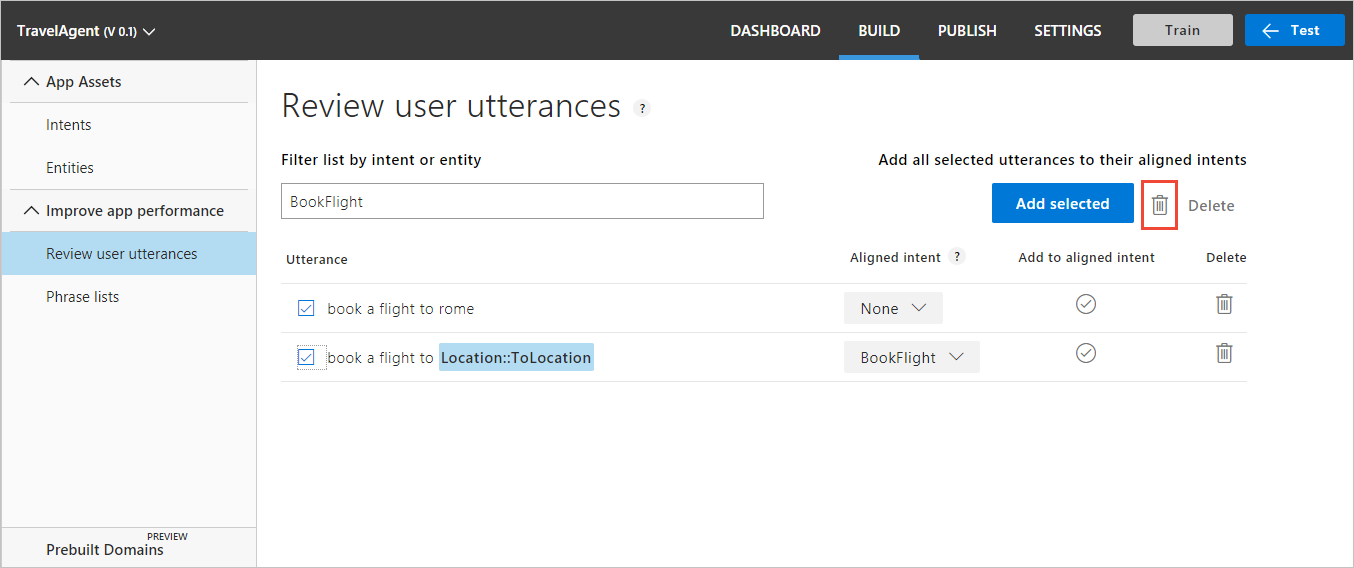 TravelAgent (V 0.1)
DASHBOARD
BUILD
PUBLISH
SETTINGS
Train
Test
App Assets
Intents
Entities
Improve app performance
Review user utterances
Phrase lists
PREVIEW
Prebuilt Domains
Review user utterances ?
Filter list by intent or entity
Add all selected utterances to their aligned intents
BookFlight
Add selected
Delete
Utterance
Aligned intent ?
Add to aligned intent
Delete
book a flight to rome
None
book a flight to Location::ToLocation
BookFlight